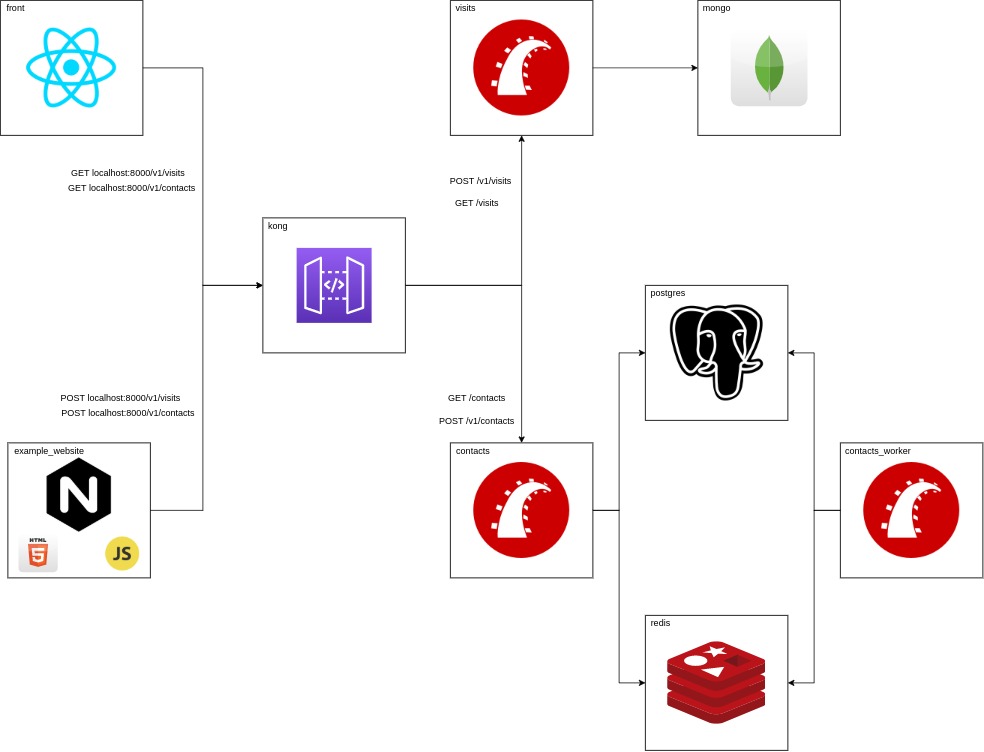 front
visits
mongo
GET localhost:8000/v1/visits
GET localhost:8000/v1/contacts
POST /v1/visits
GET /visits
kong
</>
postgres
POST localhost:8000/v1/visits
POST localhost:8000/v1/contacts
GET /contacts
POST /v1/contacts
example_website
N
HTML
5
JS
contacts
contacts_worker
redis